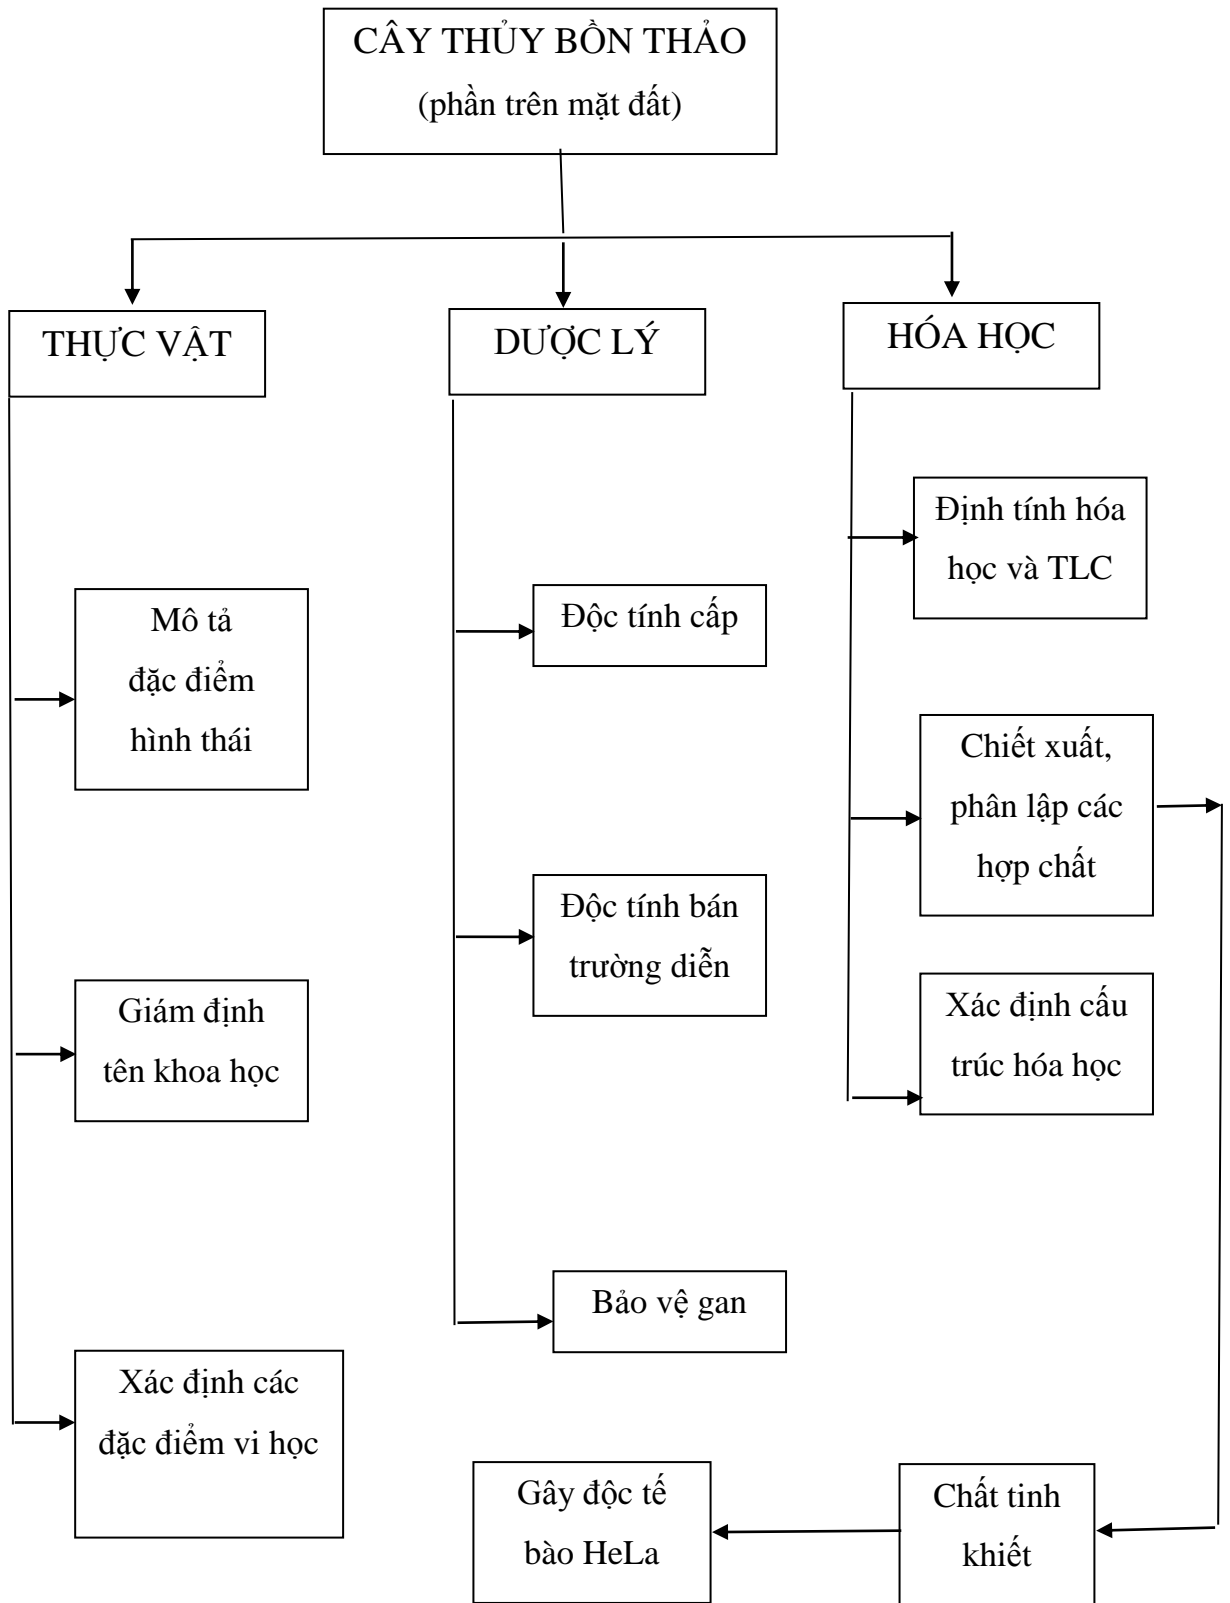 CÂY THỦY BỒN THẢO
(phần trên mặt đất)
THỰC VẬT
Mô tả
đặc điểm
hình thái
Giám định
tên khoa học
Xác định các
đặc điểm vi học
DƯỢC LÝ
Độc tính cấp
Độc tính bán
trường diễn
Bảo vệ gan
HÓA HỌC
Định tính hóa
học và TLC
Chiết xuất,
phân lập các
hợp chất
Xác định cấu
trúc hóa học
Chất tinh
khiết
Gây độc tế
bào HeLa